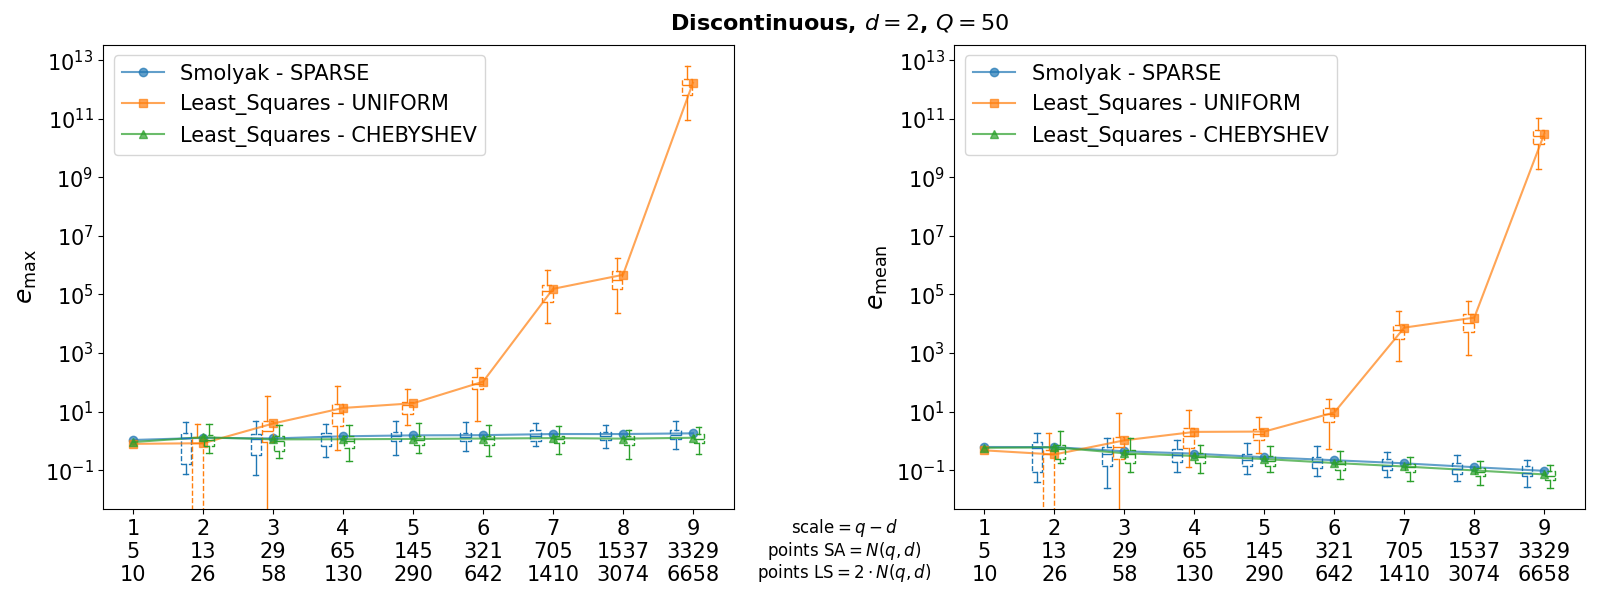 Discontinuous, d = 2, Q = 50
Smolyak - SPARSE
Least_Squares - UNIFORM
Least_Squares - CHEBYSHEV
10^13
10^11
10^9
10^7
10^5
10^3
10^1
10^−1
e_max
1 2 3 4 5 6 7 8 9
5 13 29 65 145 321 705 1537 3329
10 26 58 130 290 642 1410 3074 6658
scale = q − d
points SA = N(q, d)
points LS = 2 · N(q, d)
Smolyak - SPARSE
Least_Squares - UNIFORM
Least_Squares - CHEBYSHEV
10^13
10^11
10^9
10^7
10^5
10^3
10^1
10^−1
e_mean
1 2 3 4 5 6 7 8 9
5 13 29 65 145 321 705 1537 3329
10 26 58 130 290 642 1410 3074 6658